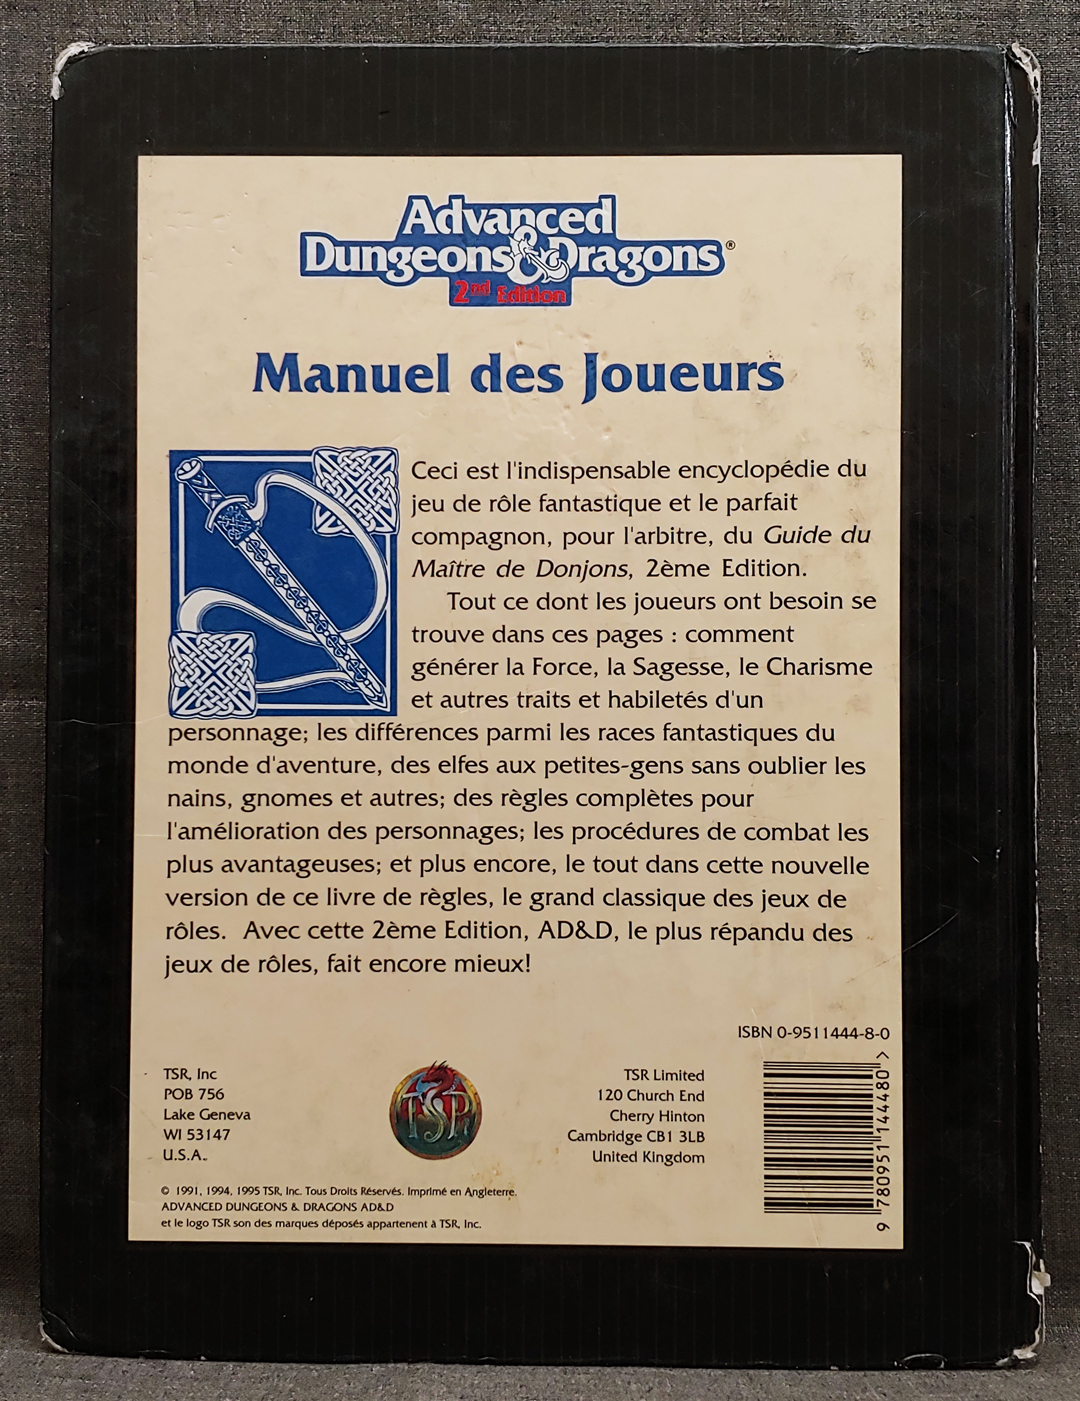 Advanced
Dungeons & Dragons®
2nd Edition
Manuel des Joueurs
Ceci est l'indispensable encyclopédie du
jeu de rôle fantastique et le parfait
compagnon, pour l'arbitre, du Guide du
Maître de Donjons, 2ème Edition.
Tout ce dont les joueurs ont besoin se
trouve dans ces pages : comment
générer la Force, la Sagesse, le Charisme
et autres traits et habiletés d'un
personnage; les différences parmi les races fantastiques du
monde d'aventure, des elfes aux petites-gens sans oublier les
nains, gnomes et autres; des règles complètes pour
l'amélioration des personnages; les procédures de combat les
plus avantageuses; et plus encore, le tout dans cette nouvelle
version de ce livre de règles, le grand classique des jeux de
rôles. Avec cette 2ème Edition, AD&D, le plus répandu des
jeux de rôles, fait encore mieux!
ISBN 0-9511444-8-0
9 780951 144480 >
TSR, Inc
POB 756
Lake Geneva
WI 53147
U.S.A.
TSR
TSR Limited
120 Church End
Cherry Hinton
Cambridge CB1 3LB
United Kingdom
© 1991, 1994, 1995 TSR, Inc. Tous Droits Réservés. Imprimé en Angleterre.
ADVANCED DUNGEONS & DRAGONS AD&D
et le logo TSR son des marques déposés appartenent à TSR, Inc.